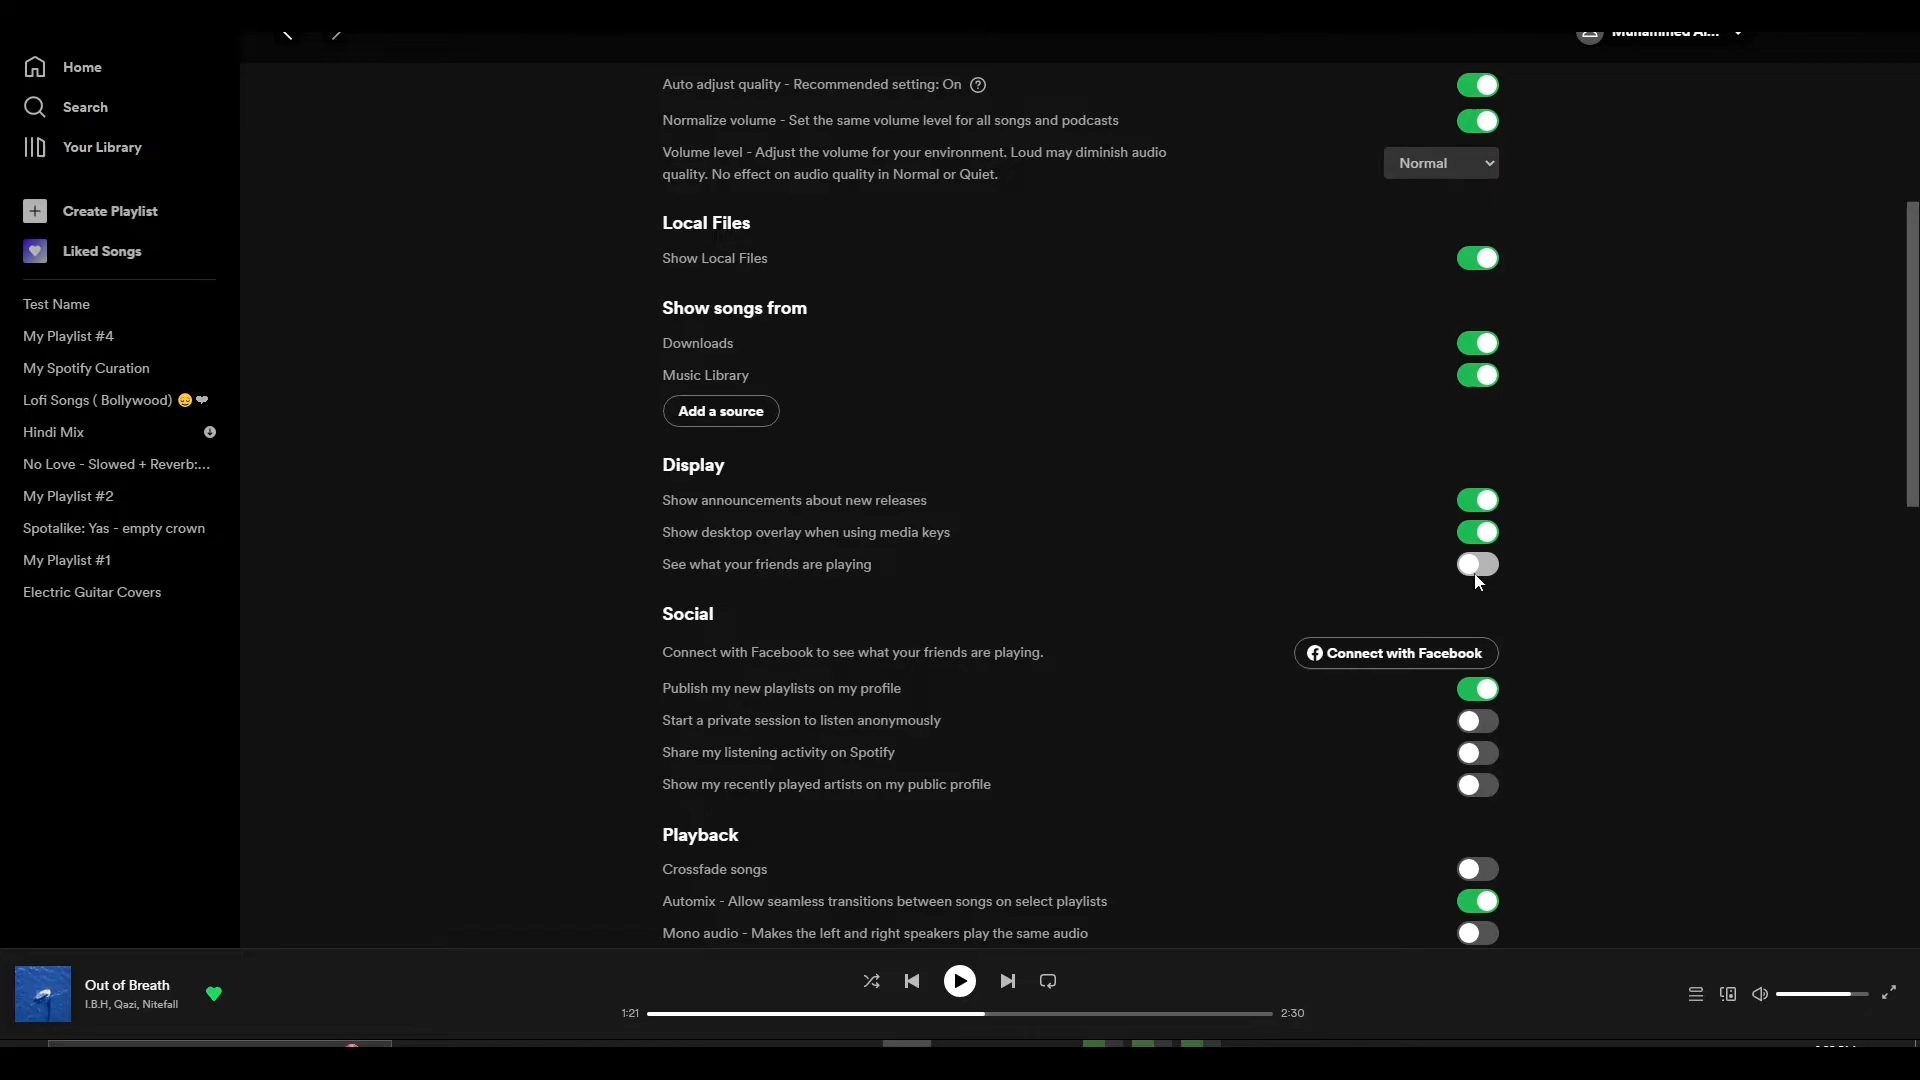 Home
Search
Your Library
Create Playlist
Liked Songs
Test Name
My Playlist #4
My Spotify Curation
Lofi Songs ( Bollywood) 😴❤
Hindi Mix
No Love - Slowed + Reverb:...
My Playlist #2
Spotalike: Yas - empty crown
My Playlist #1
Electric Guitar Covers
Auto adjust quality - Recommended setting: On ?
Normalize volume - Set the same volume level for all songs and podcasts
Volume level - Adjust the volume for your environment. Loud may diminish audio
quality. No effect on audio quality in Normal or Quiet.
Normal
Local Files
Show Local Files
Show songs from
Downloads
Music Library
Add a source
Display
Show announcements about new releases
Show desktop overlay when using media keys
See what your friends are playing
Social
Connect with Facebook to see what your friends are playing.
Connect with Facebook
Publish my new playlists on my profile
Start a private session to listen anonymously
Share my listening activity on Spotify
Show my recently played artists on my public profile
Playback
Crossfade songs
Automix - Allow seamless transitions between songs on select playlists
Mono audio - Makes the left and right speakers play the same audio
Out of Breath
I.B.H, Qazi, Nitefall
1:21
2:30